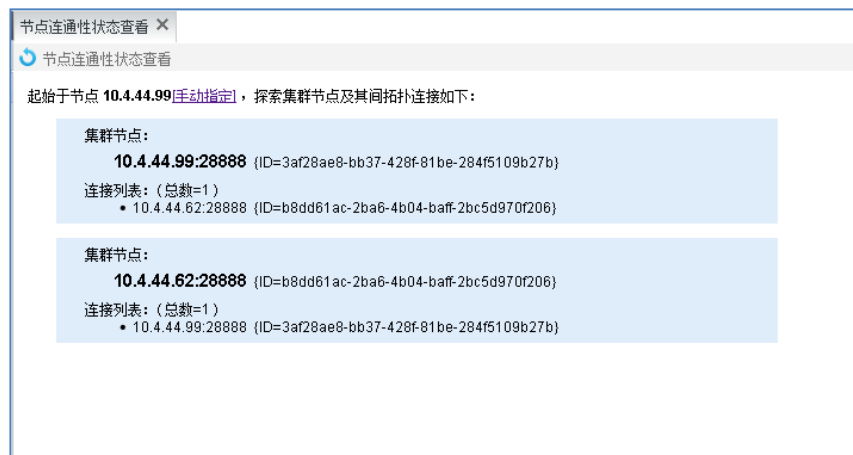 节点连通性状态查看 ✕
节点连通性状态查看
起始于节点 10.4.44.99[手动指定]，探索集群节点及其间拓扑连接如下：
集群节点：
10.4.44.99:28888 {ID=3af28ae8-bb37-428f-81be-284f5109b27b}
连接列表：(总数=1)
• 10.4.44.62:28888 {ID=b8dd61ac-2ba6-4b04-baff-2bc5d970f206}
集群节点：
10.4.44.62:28888 {ID=b8dd61ac-2ba6-4b04-baff-2bc5d970f206}
连接列表：(总数=1)
• 10.4.44.99:28888 {ID=3af28ae8-bb37-428f-81be-284f5109b27b}